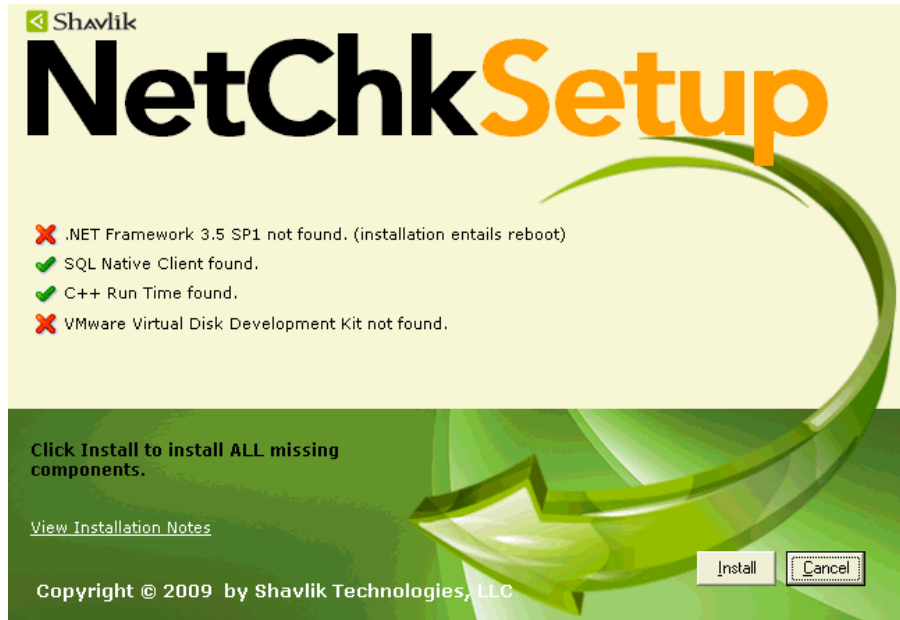 Shavlik
NetChkSetup
.NET Framework 3.5 SP1 not found. (installation entails reboot)
SQL Native Client found.
C++ Run Time found.
VMware Virtual Disk Development Kit not found.
Click Install to install ALL missing
components.
View Installation Notes
Install
Cancel
Copyright © 2009 by Shavlik Technologies, LLC